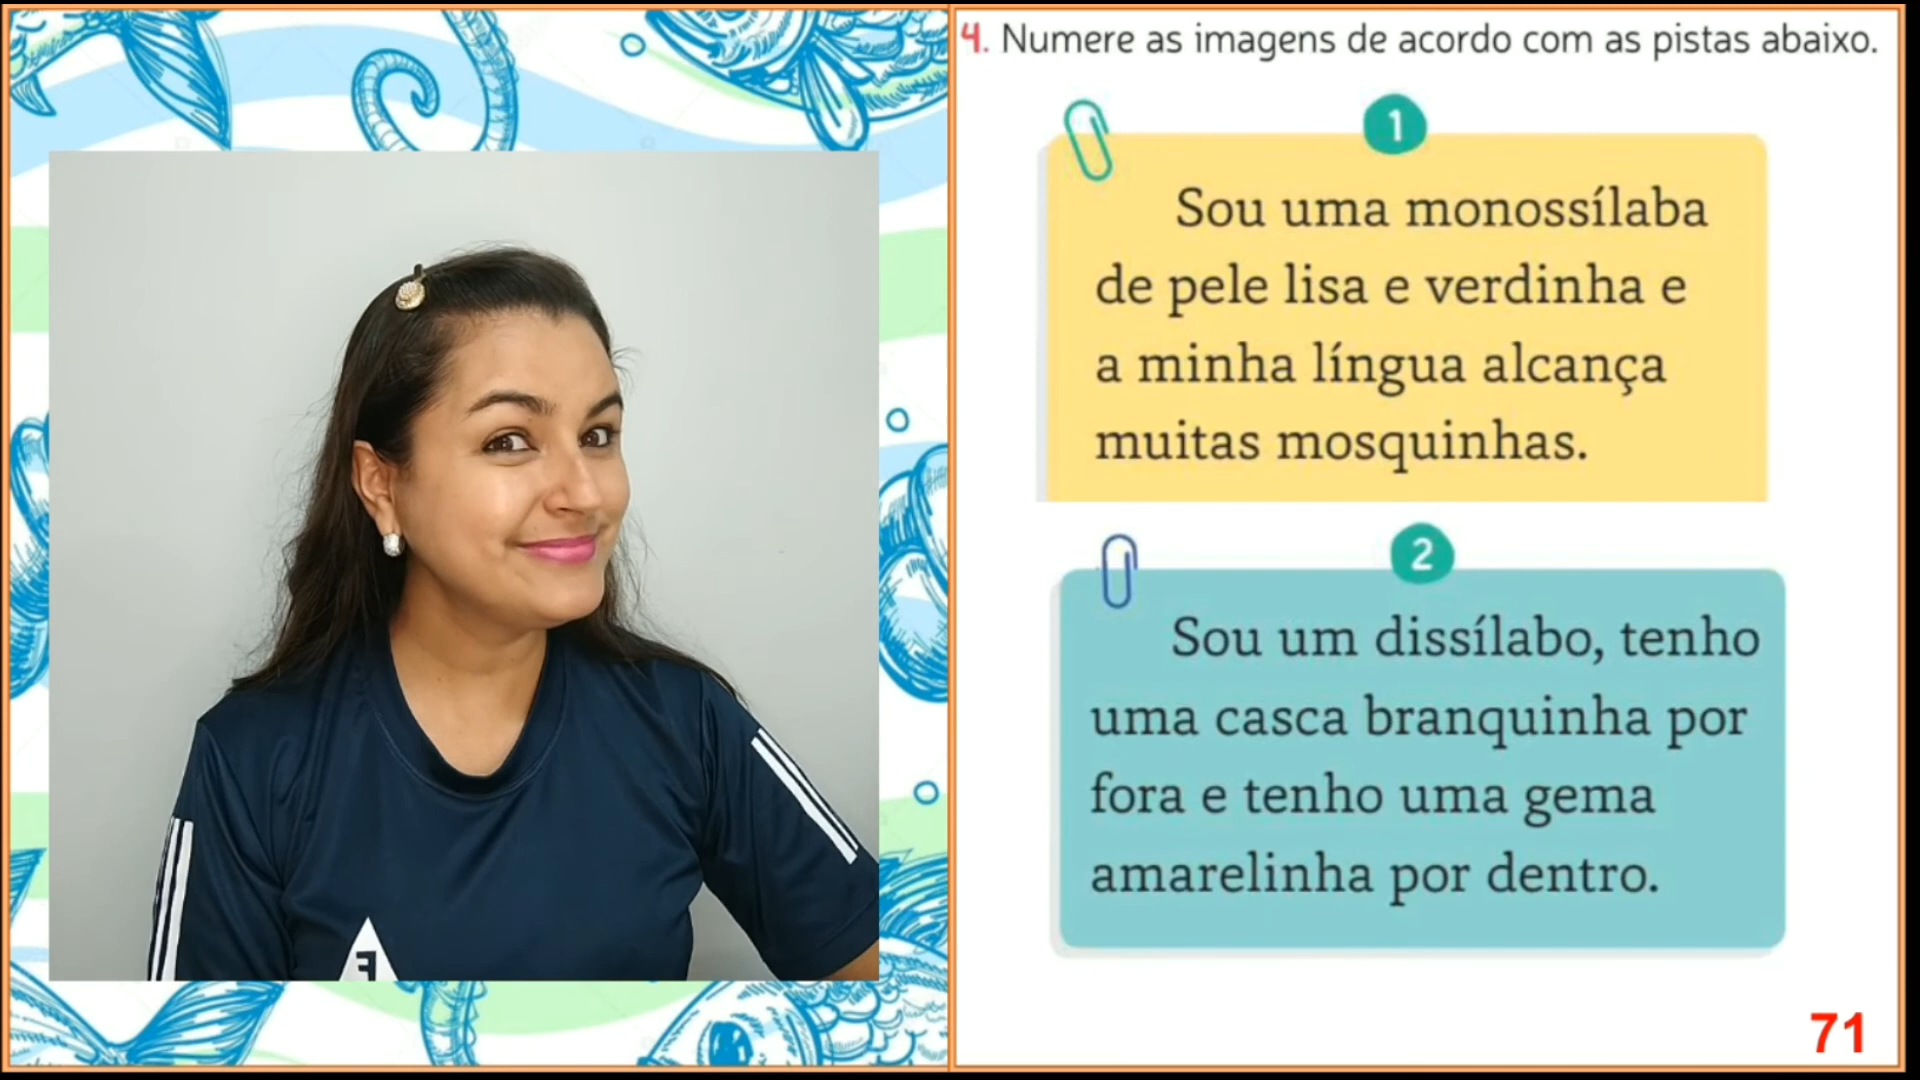 4. Numere as imagens de acordo com as pistas abaixo.
1
Sou uma monossílaba
de pele lisa e verdinha e
a minha língua alcança
muitas mosquinhas.
2
Sou um dissílabo, tenho
uma casca branquinha por
fora e tenho uma gema
amarelinha por dentro.
71